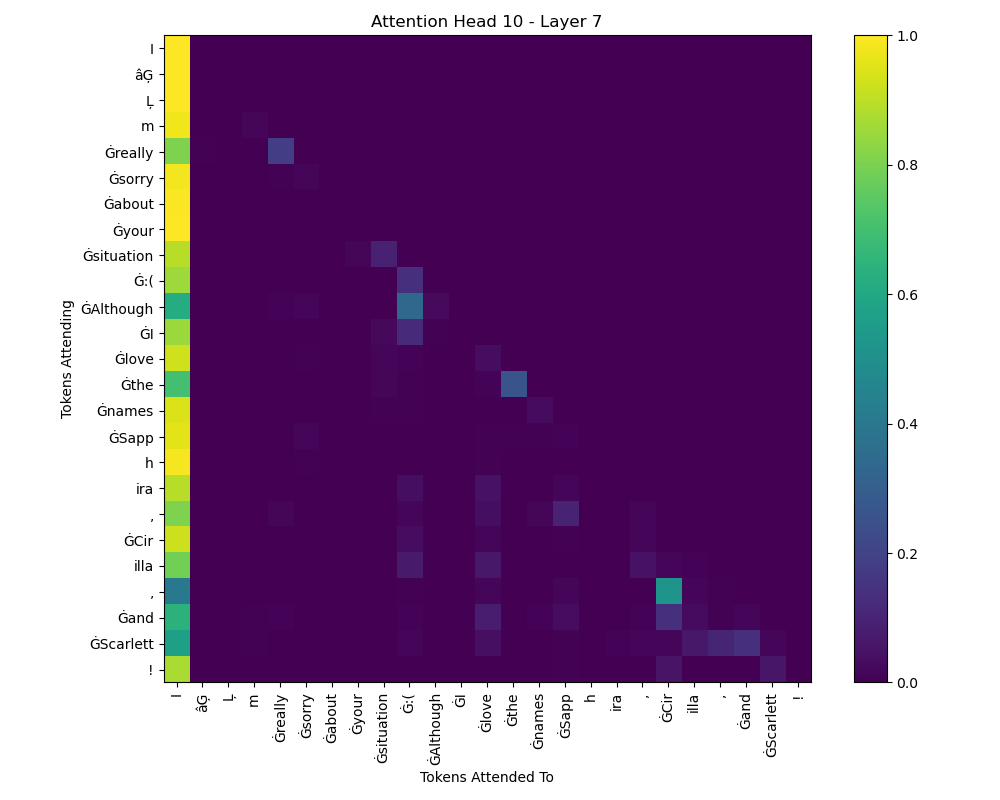 Attention Head 10 - Layer 7
Tokens Attending
I
âĢ
Ļ
m
Ġreally
Ġsorry
Ġabout
Ġyour
Ġsituation
Ġ:(
ĠAlthough
ĠI
Ġlove
Ġthe
Ġnames
ĠSapp
h
ira
,
ĠCir
illa
,
Ġand
ĠScarlett
!
I
âĢ
Ļ
m
Ġreally
Ġsorry
Ġabout
Ġyour
Ġsituation
Ġ:(
ĠAlthough
ĠI
Ġlove
Ġthe
Ġnames
ĠSapp
h
ira
,
ĠCir
illa
,
Ġand
ĠScarlett
!
Tokens Attended To
1.0
0.8
0.6
0.4
0.2
0.0